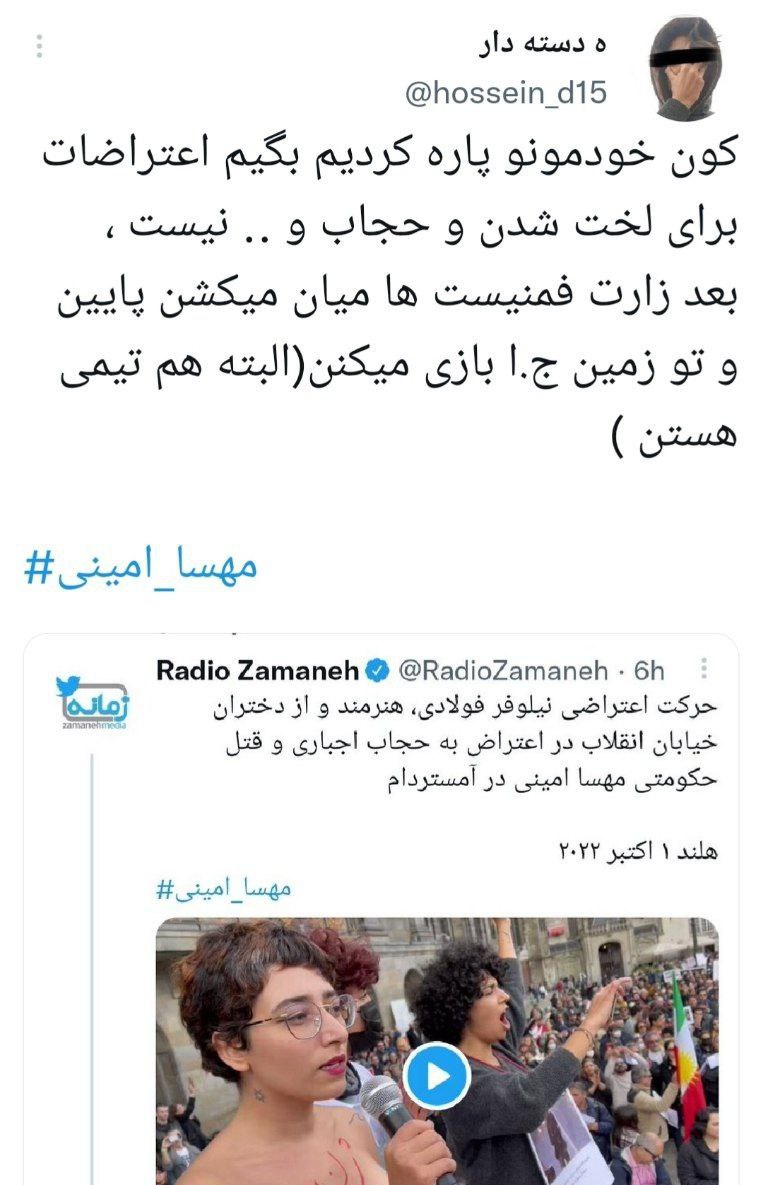 ه دسته دار
@hossein_d15
کون خودمونو پاره کردیم بگیم اعتراضات
برای لخت شدن و حجاب و .. نیست ،
بعد زارت فمنیست ها میان میکشن پایین
و تو زمین ج.ا بازی میکنن(البته هم تیمی
هستن )
#مهسا_امینی
Radio Zamaneh @RadioZamaneh · 6h
زمانه
zamanehmedia
حرکت اعتراضی نیلوفر فولادی، هنرمند و از دختران
خیابان انقلاب در اعتراض به حجاب اجباری و قتل
حکومتی مهسا امینی در آمستردام
هلند ۱ اکتبر ۲۰۲۲
#مهسا_امینی